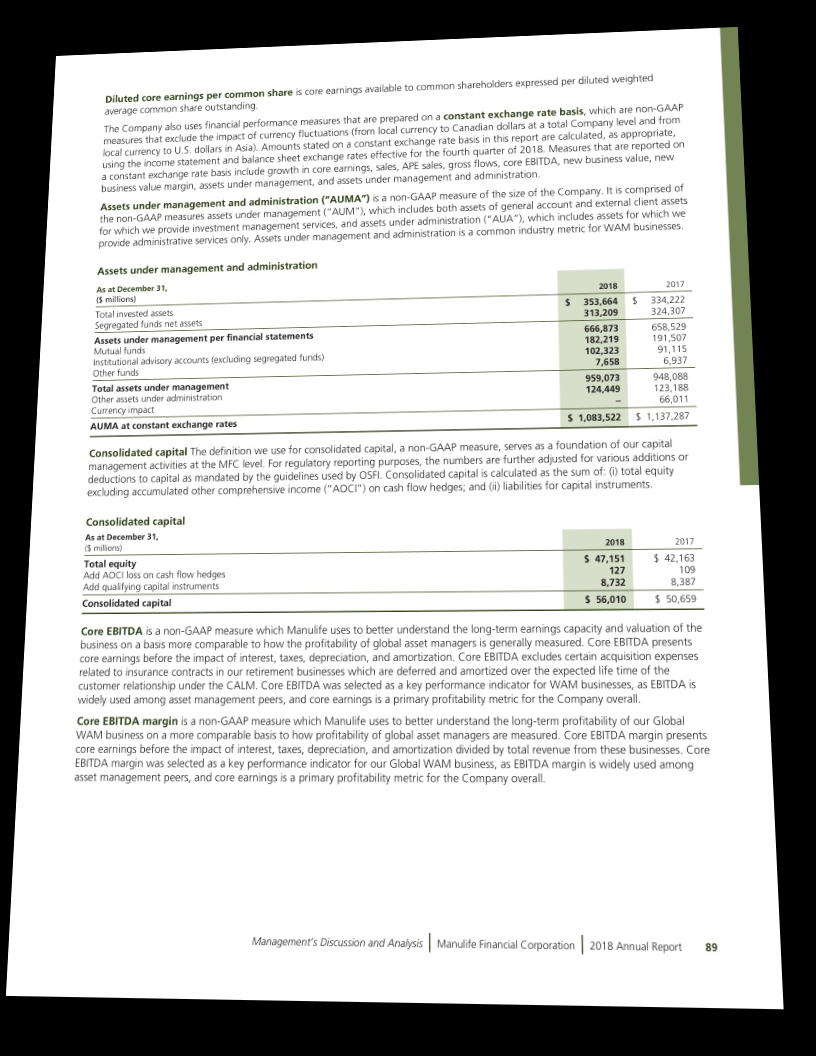 Diluted core earnings per common share is core earnings available to common shareholders expressed per diluted weighted
average common share outstanding.
The Company also uses financial performance measures that are prepared on a constant exchange rate basis, which are non-GAAP
measures that exclude the impact of currency fluctuations (from local currency to Canadian dollars at a total Company level and from
local currency to U.S. dollars in Asia). Amounts stated on a constant exchange rate basis in this report are calculated, as appropriate,
using the income statement and balance sheet exchange rates effective for the fourth quarter of 2018. Measures that are reported on
a constant exchange rate basis include growth in core earnings, sales, APE sales, gross flows, core EBITDA, new business value, new
business value margin, assets under management, and assets under management and administration.
Assets under management and administration ("AUMA") is a non-GAAP measure of the size of the Company. It is comprised of
the non-GAAP measures assets under management ("AUM"), which includes both assets of general account and external client assets
for which we provide investment management services, and assets under administration ("AUA"), which includes assets for which we
provide administrative services only. Assets under management and administration is a common industry metric for WAM businesses.
Assets under management and administration
As at December 31,
($ millions) 2018 2017
Total invested assets $ 353,664 $ 334,222
Segregated funds net assets 313,209 324,307
Assets under management per financial statements 666,873 658,529
Mutual funds 182,219 191,507
Institutional advisory accounts (excluding segregated funds) 102,323 91,115
Other funds 7,658 6,937
Total assets under management 959,073 948,088
Other assets under administration 124,449 123,188
Currency impact – 66,011
AUMA at constant exchange rates $ 1,083,522 $ 1,137,287
Consolidated capital The definition we use for consolidated capital, a non-GAAP measure, serves as a foundation of our capital
management activities at the MFC level. For regulatory reporting purposes, the numbers are further adjusted for various additions or
deductions to capital as mandated by the guidelines used by OSFI. Consolidated capital is calculated as the sum of: (i) total equity
excluding accumulated other comprehensive income ("AOCI") on cash flow hedges; and (ii) liabilities for capital instruments.
Consolidated capital
As at December 31,
($ millions) 2018 2017
Total equity $ 47,151 $ 42,163
Add AOCI loss on cash flow hedges 127 109
Add qualifying capital instruments 8,732 8,387
Consolidated capital $ 56,010 $ 50,659
Core EBITDA is a non-GAAP measure which Manulife uses to better understand the long-term earnings capacity and valuation of the
business on a basis more comparable to how the profitability of global asset managers is generally measured. Core EBITDA presents
core earnings before the impact of interest, taxes, depreciation, and amortization. Core EBITDA excludes certain acquisition expenses
related to insurance contracts in our retirement businesses which are deferred and amortized over the expected life time of the
customer relationship under the CALM. Core EBITDA was selected as a key performance indicator for WAM businesses, as EBITDA is
widely used among asset management peers, and core earnings is a primary profitability metric for the Company overall.
Core EBITDA margin is a non-GAAP measure which Manulife uses to better understand the long-term profitability of our Global
WAM business on a more comparable basis to how profitability of global asset managers are measured. Core EBITDA margin presents
core earnings before the impact of interest, taxes, depreciation, and amortization divided by total revenue from these businesses. Core
EBITDA margin was selected as a key performance indicator for our Global WAM business, as EBITDA margin is widely used among
asset management peers, and core earnings is a primary profitability metric for the Company overall.
Management's Discussion and Analysis | Manulife Financial Corporation | 2018 Annual Report 89